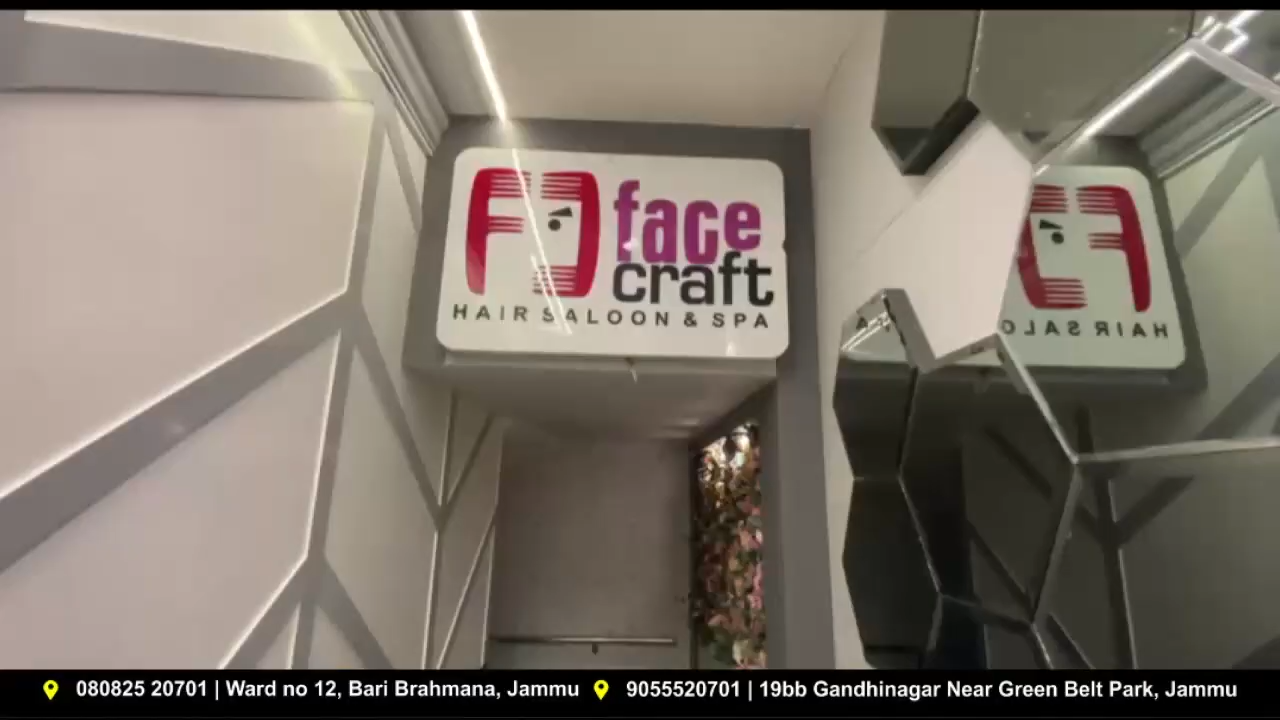 face
craft
HAIR SALOON & SPA
HAIR SALO
080825 20701 | Ward no 12, Bari Brahmana, Jammu
9055520701 | 19bb Gandhinagar Near Green Belt Park, Jammu